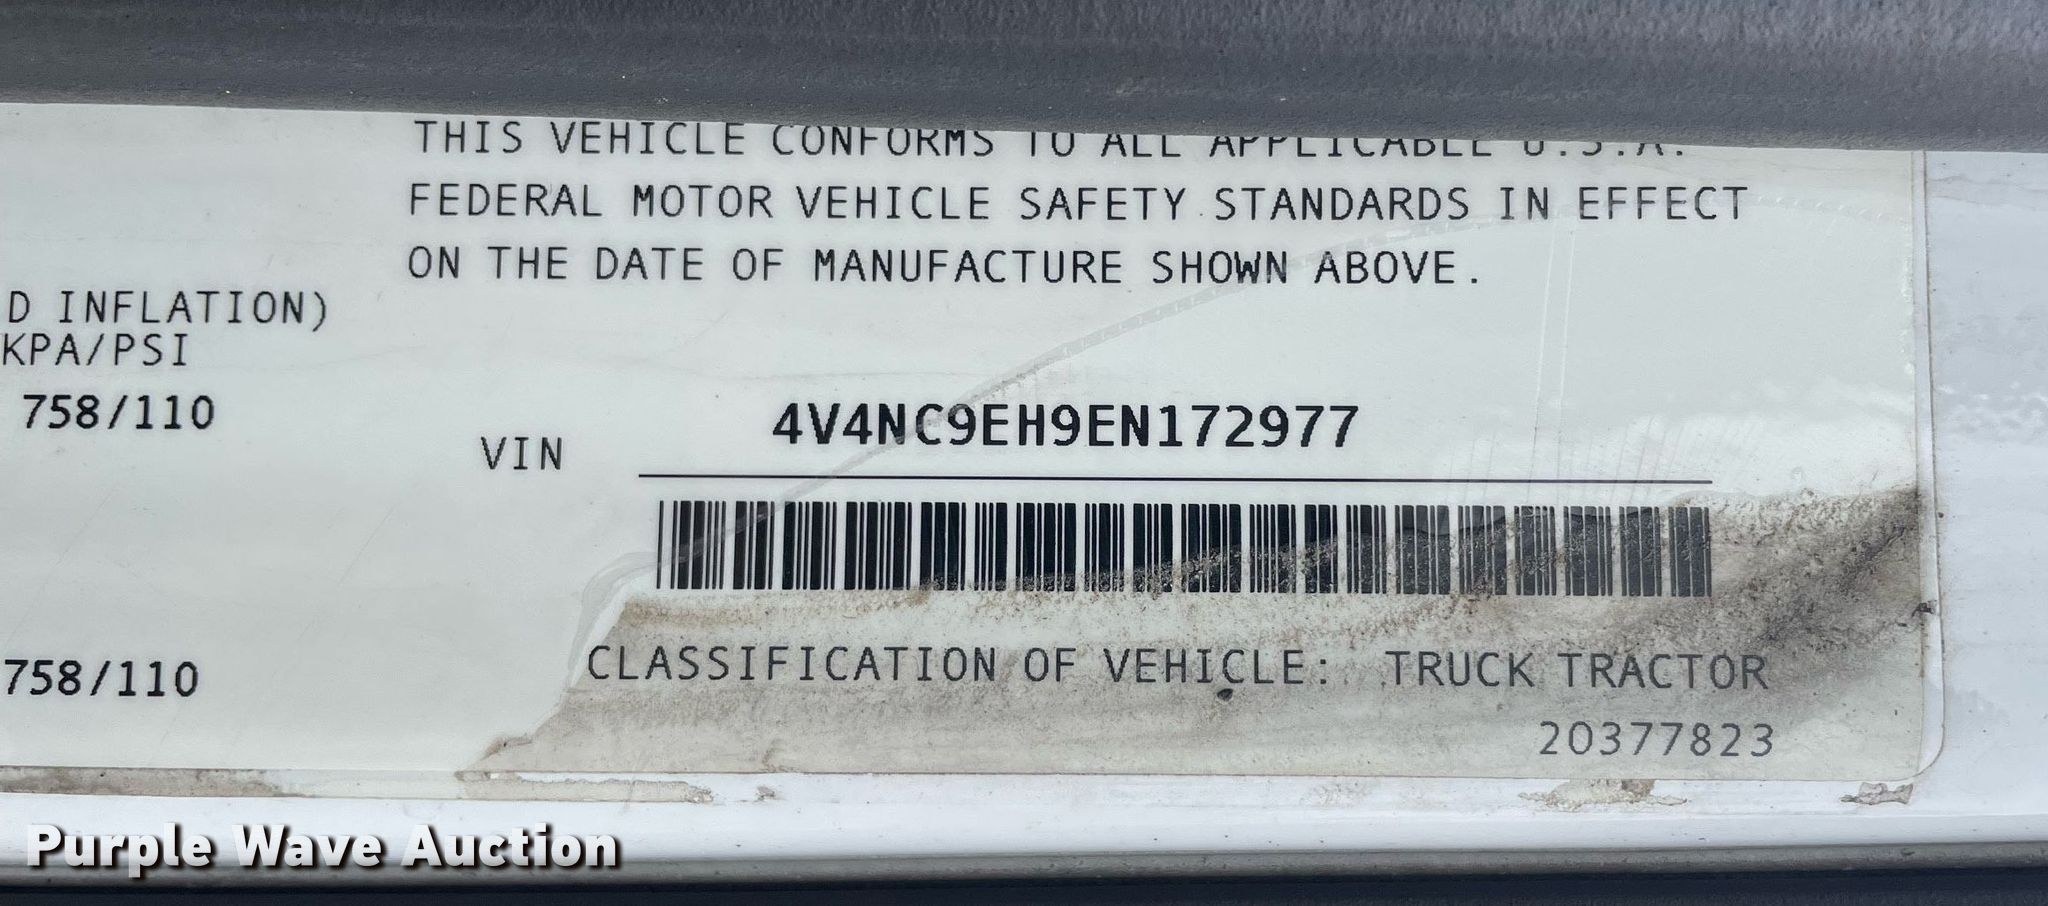 THIS VEHICLE CONFORMS TO ALL APPLICABLE U.S.A.
FEDERAL MOTOR VEHICLE SAFETY STANDARDS IN EFFECT
ON THE DATE OF MANUFACTURE SHOWN ABOVE.
D INFLATION)
KPA/PSI
758/110
VIN 4V4NC9EH9EN172977
758/110
CLASSIFICATION OF VEHICLE: TRUCK TRACTOR
20377823
Purple Wave Auction